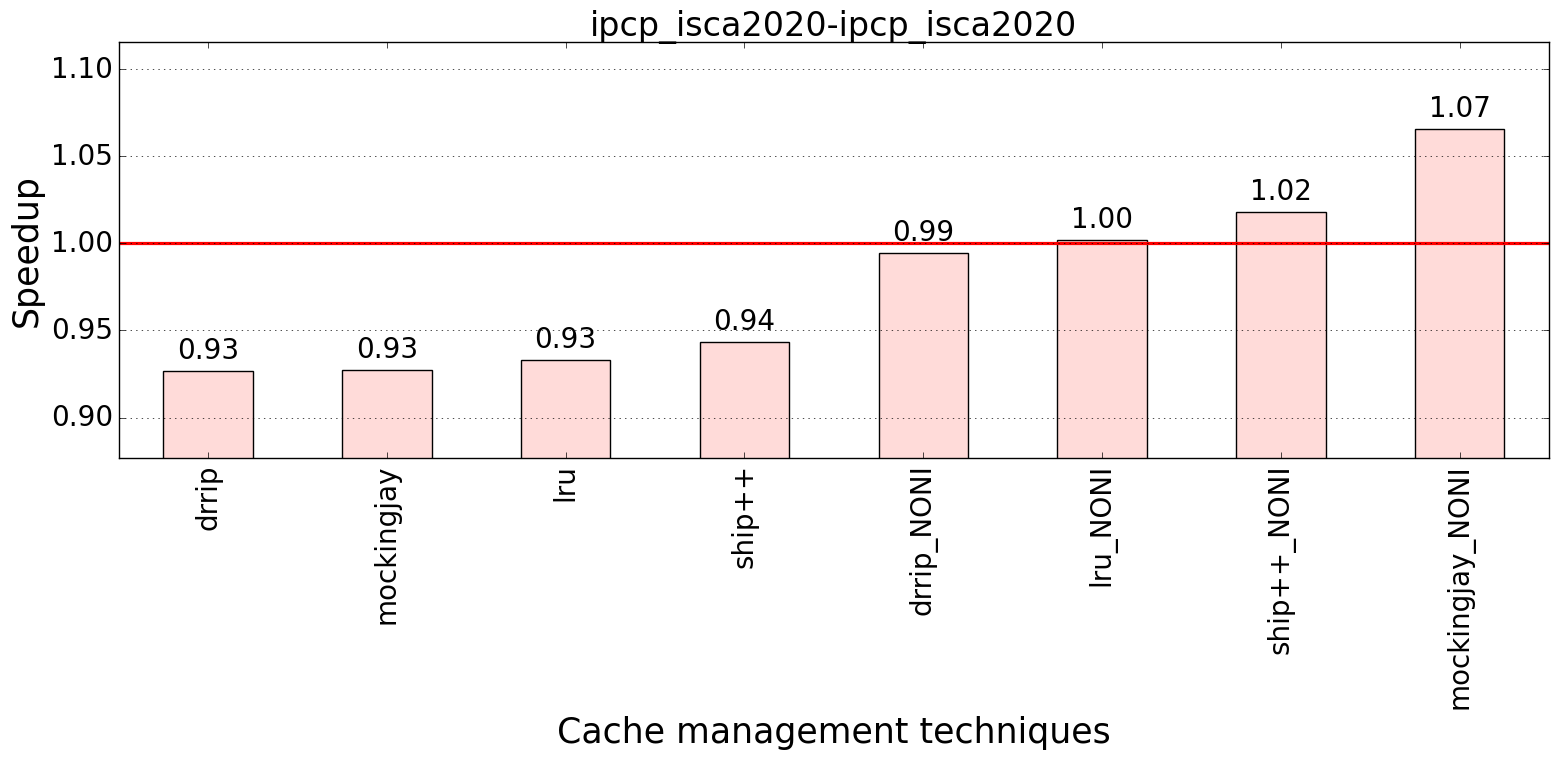 ipcp_isca2020-ipcp_isca2020
Speedup
1.10
1.05
1.00
0.95
0.90
0.93
0.93
0.93
0.94
0.99
1.00
1.02
1.07
drrip
mockingjay
lru
ship++
drrip_NONI
lru_NONI
ship++_NONI
mockingjay_NONI
Cache management techniques